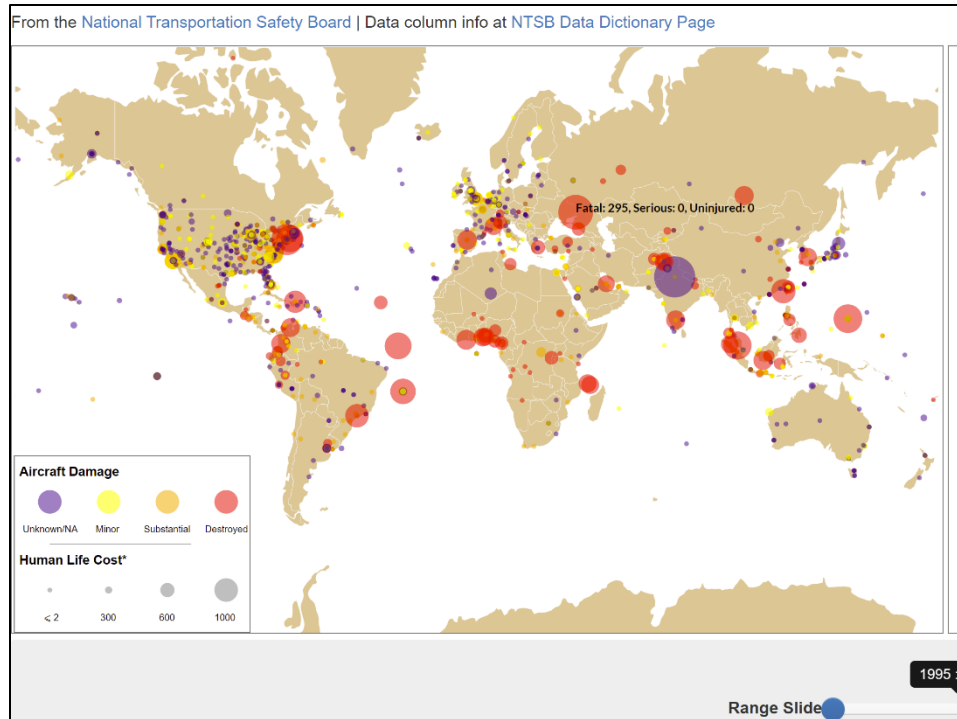 From the National Transportation Safety Board | Data column info at NTSB Data Dictionary Page
Fatal: 295, Serious: 0, Uninjured: 0
Aircraft Damage
Unknown/NA Minor Substantial Destroyed
Human Life Cost*
⩽ 2 300 600 1000
1995 :
Range Slide